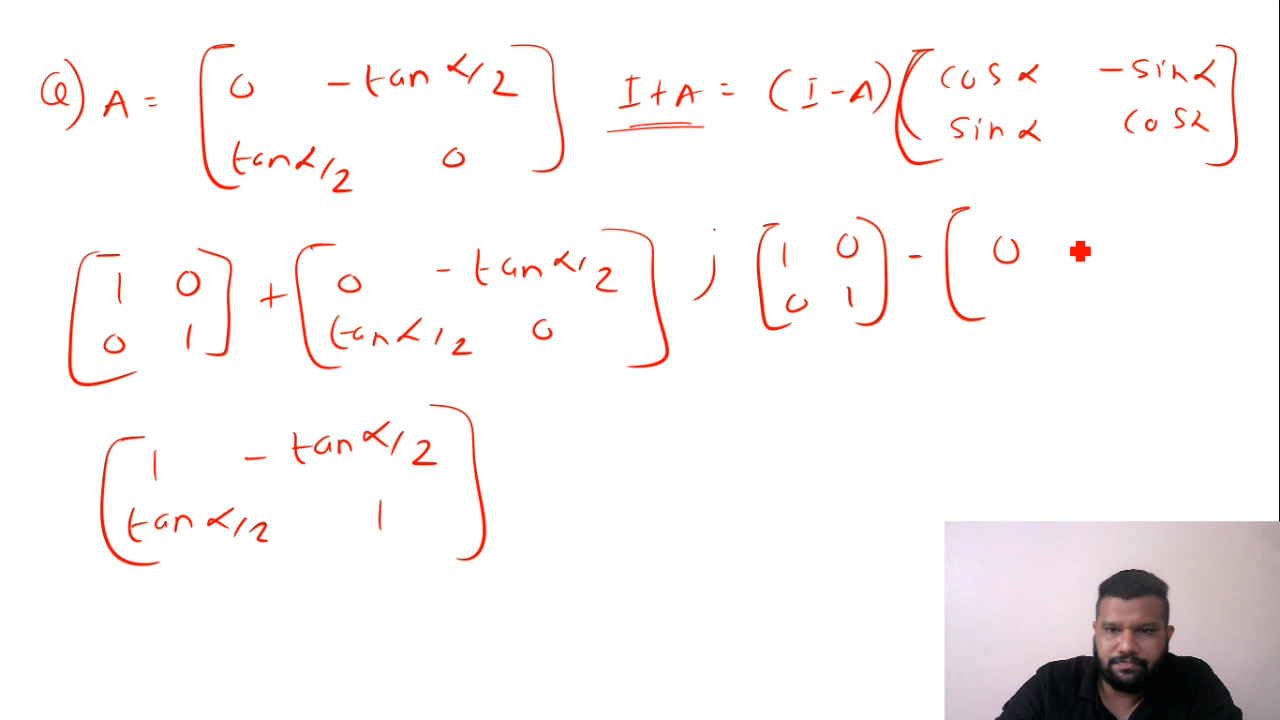 Q) A = [ 0 - tan α/2 I+A = (I-A) [ cos α - sin α
tan α/2 0 ] sin α cos α ]
[ 1 0 + [ 0 - tan α/2 ; [ 1 0 - [ 0
0 1 ] tan α/2 0 ] 0 1 ]
[ 1 - tan α/2
tan α/2 1 ]